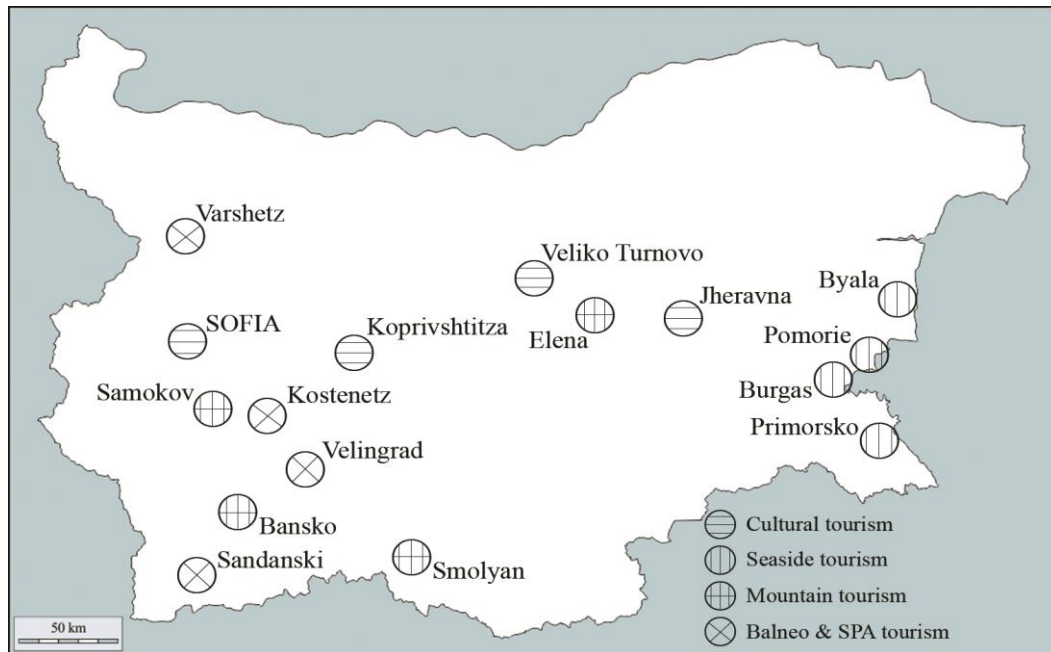 Varshetz
Veliko Turnovo
Byala
Jheravna
SOFIA
Koprivshtitza
Elena
Pomorie
Samokov
Kostenetz
Burgas
Primorsko
Velingrad
Bansko
Sandanski
Smolyan
Cultural tourism
Seaside tourism
Mountain tourism
Balneo & SPA tourism
50 km